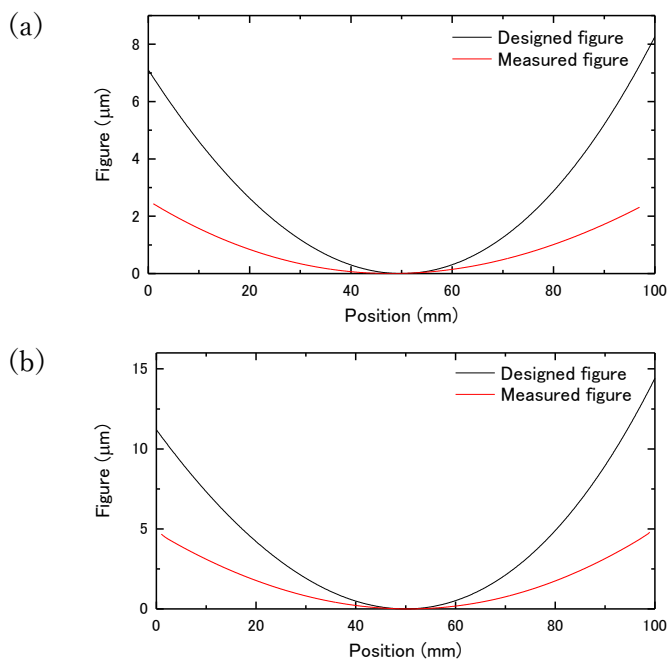 (a)
Designed figure
Measured figure
8
6
4
2
0
Figure (μm)
0 20 40 60 80 100
Position (mm)
(b)
Designed figure
Measured figure
15
10
5
0
Figure (μm)
0 20 40 60 80 100
Position (mm)